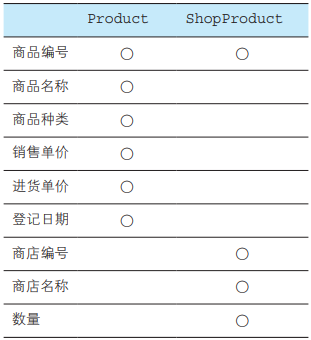 Product ShopProduct
商品编号 ○ ○
商品名称 ○
商品种类 ○
销售单价 ○
进货单价 ○
登记日期 ○
商店编号 ○
商店名称 ○
数量 ○